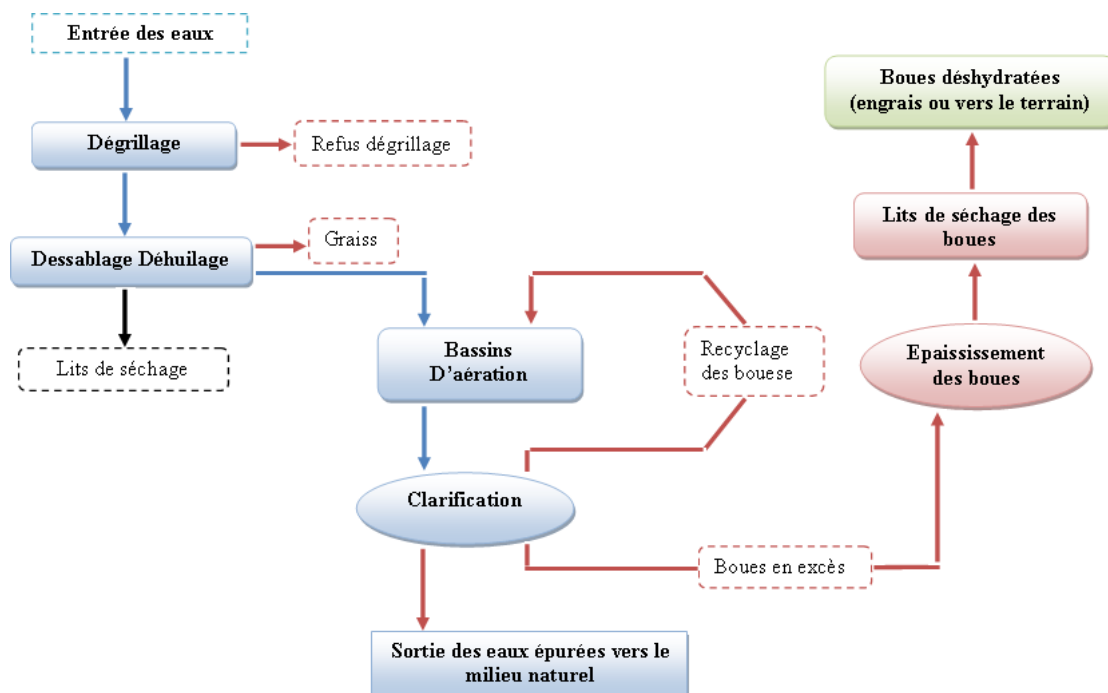 Entrée des eaux
Dégrillage
Refus dégrillage
Dessablage Déhuilage
Graiss
Lits de séchage
Bassins
D'aération
Recyclage
des bouese
Clarification
Boues en excès
Sortie des eaux épurées vers le
milieu naturel
Epaississement
des boues
Lits de séchage des
boues
Boues déshydratées
(engrais ou vers le terrain)